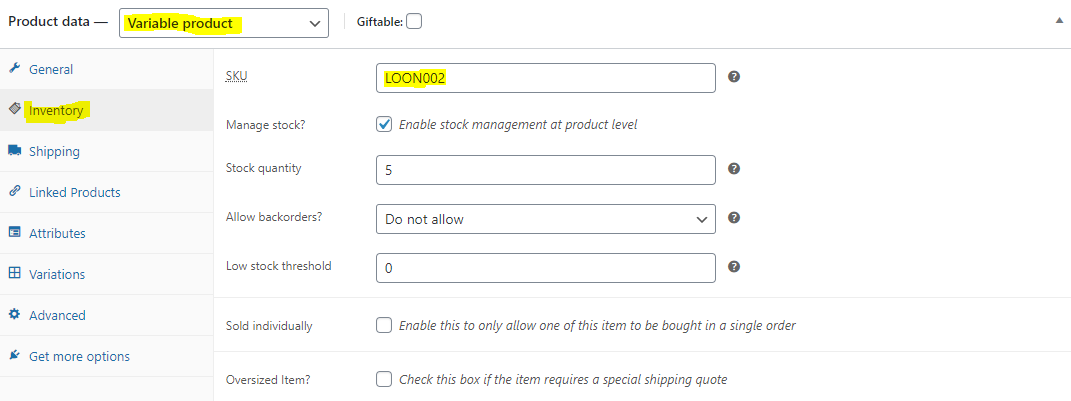 Product data — Variable product Giftable:
General
Inventory
Shipping
Linked Products
Attributes
Variations
Advanced
Get more options
SKU LOON002
Manage stock? Enable stock management at product level
Stock quantity 5
Allow backorders? Do not allow
Low stock threshold 0
Sold individually Enable this to only allow one of this item to be bought in a single order
Oversized Item? Check this box if the item requires a special shipping quote